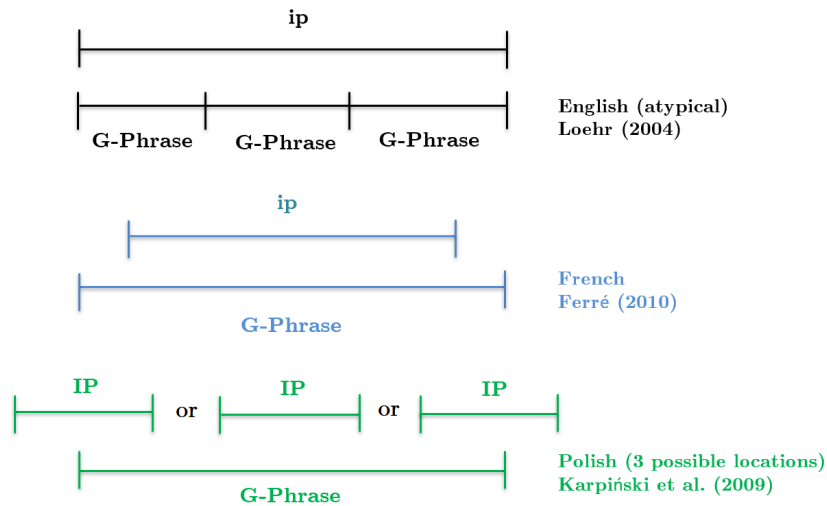 ip
G-Phrase G-Phrase G-Phrase
English (atypical)
Loehr (2004)
ip
G-Phrase
French
Ferré (2010)
IP or IP or IP
G-Phrase
Polish (3 possible locations)
Karpiński et al. (2009)